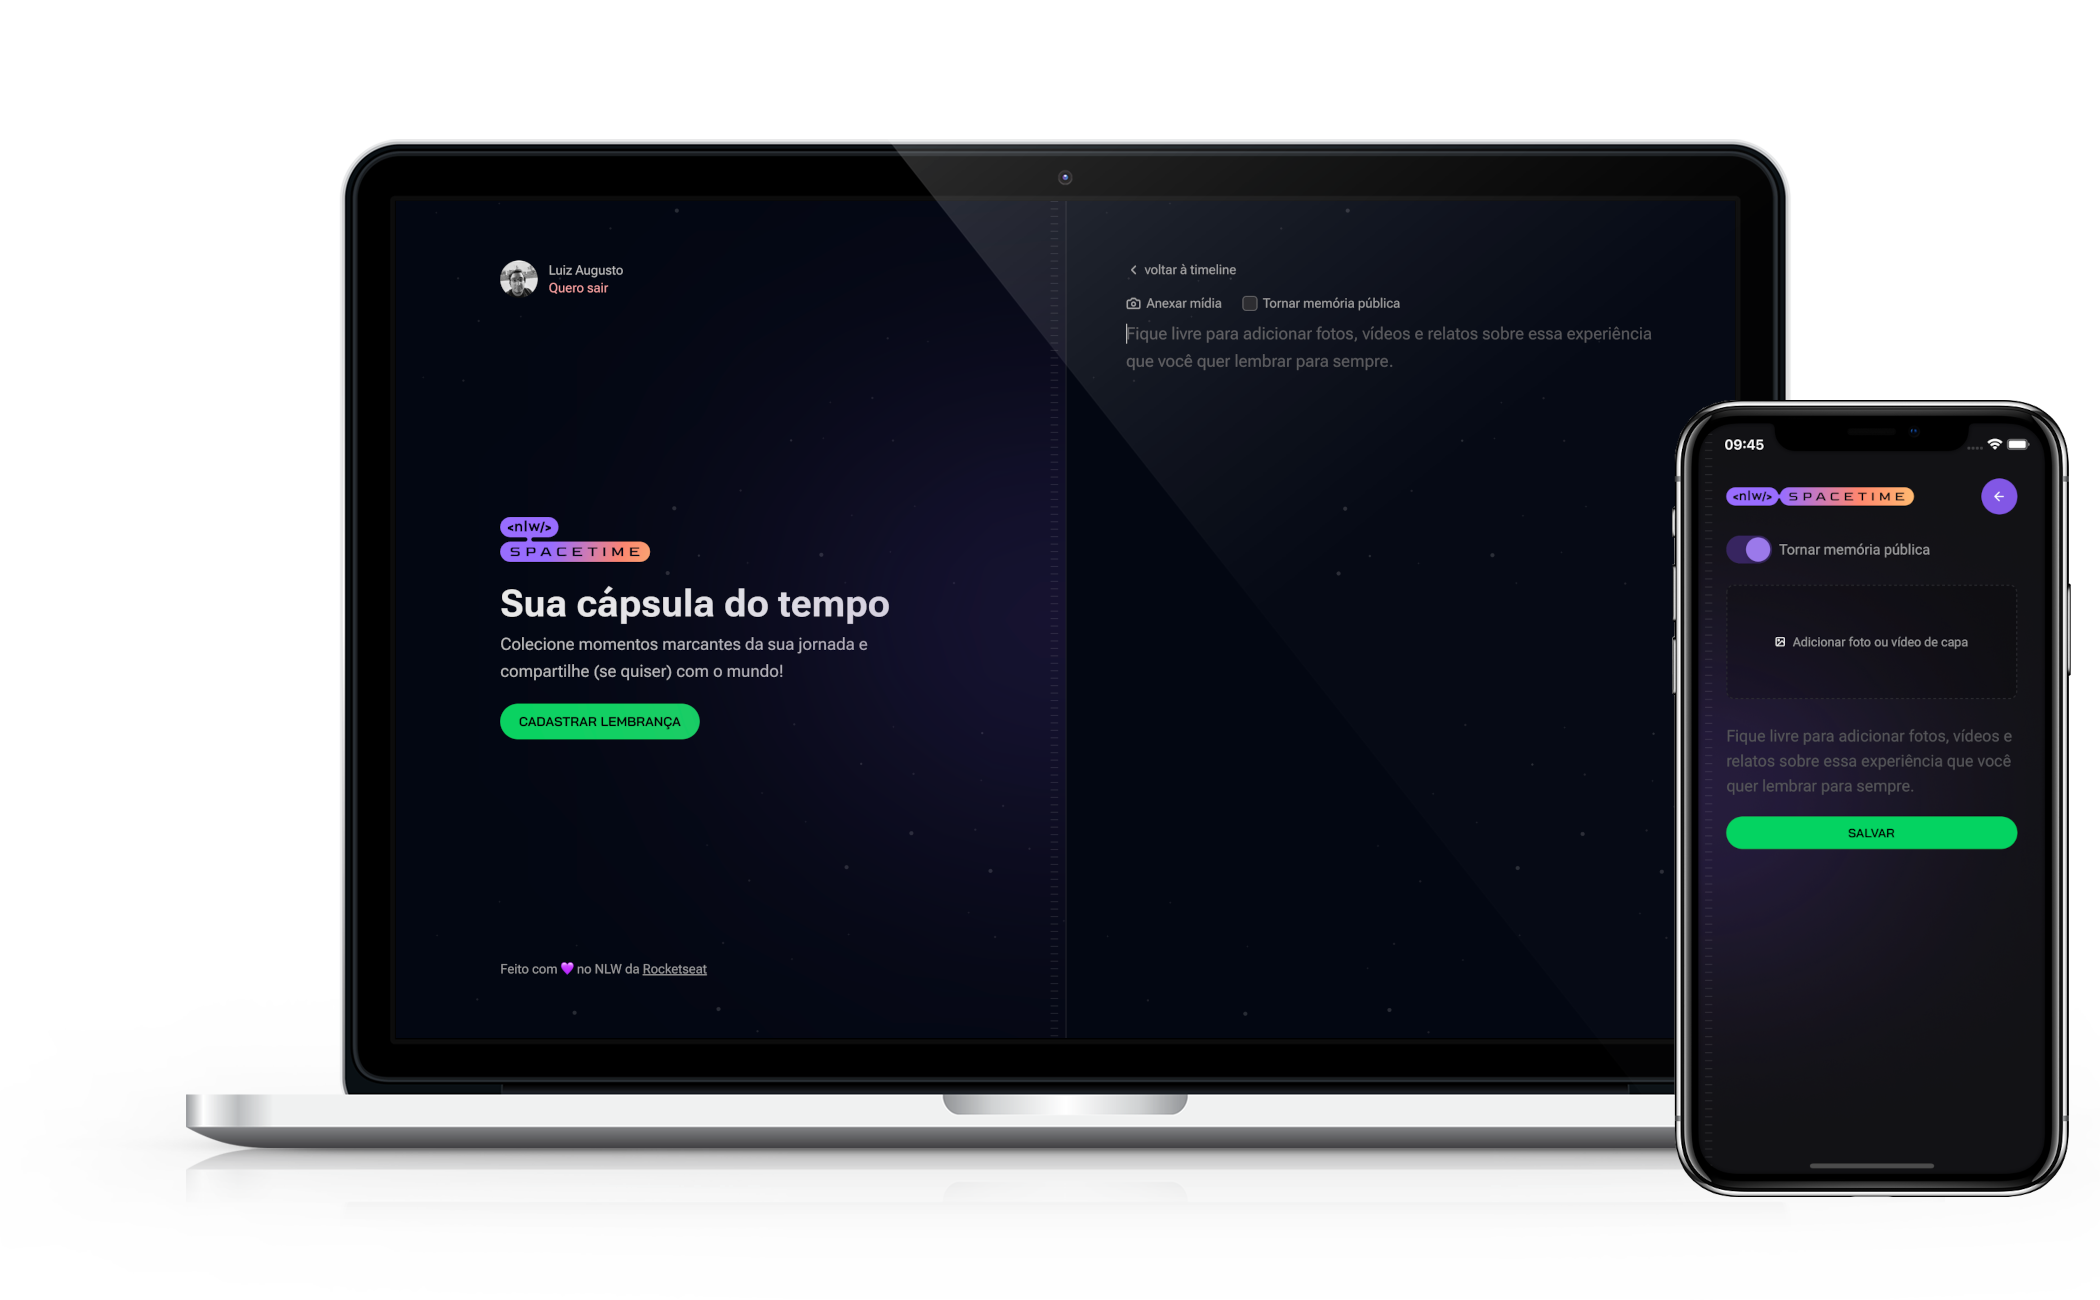 Luiz Augusto
Quero sair
<nlw/>
SPACETIME
Sua cápsula do tempo
Colecione momentos marcantes da sua jornada e
compartilhe (se quiser) com o mundo!
CADASTRAR LEMBRANÇA
Feito com 💜 no NLW da Rocketseat
voltar à timeline
Anexar mídia
Tornar memória pública
Fique livre para adicionar fotos, vídeos e relatos sobre essa experiência
que você quer lembrar para sempre.
09:45
<nlw/> SPACETIME
Tornar memória pública
Adicionar foto ou vídeo de capa
Fique livre para adicionar fotos, vídeos e
relatos sobre essa experiência que você
quer lembrar para sempre.
SALVAR